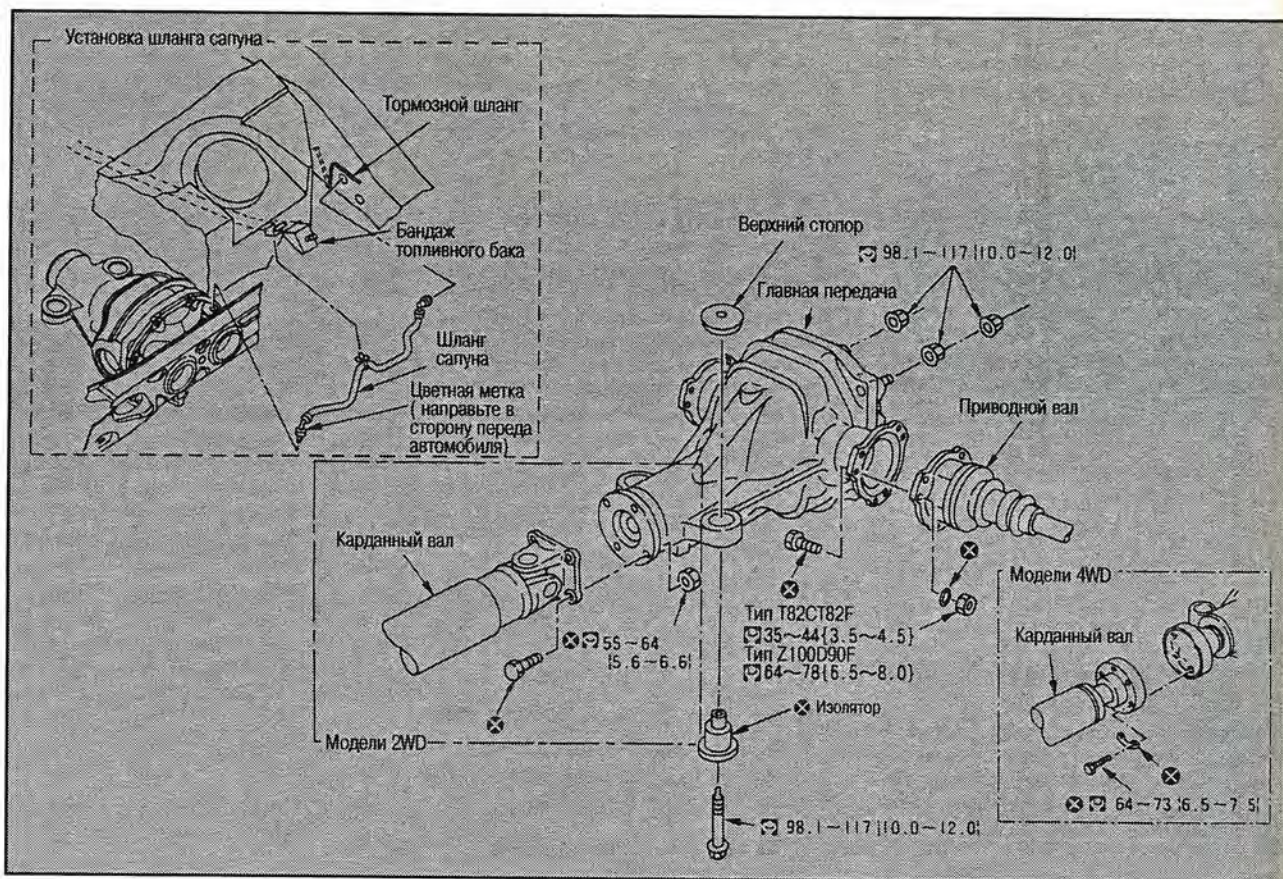 Установка шланга сапуна
Тормозной шланг
Бандаж
топливного бака
Шланг
сапуна
Цветная метка
( направьте в
сторону переда
автомобиля)
Верхний стопор
98.1~117{10.0~12.0}
Главная передача
Приводной вал
Карданный вал
55~64
{5.6~6.6}
Модели 2WD
Тип T82CT82F
35~44{3.5~4.5}
Тип Z100D90F
64~78{6.5~8.0}
Изолятор
98.1~117{10.0~12.0}
Модели 4WD
Карданный вал
64~73{6.5~7.5}